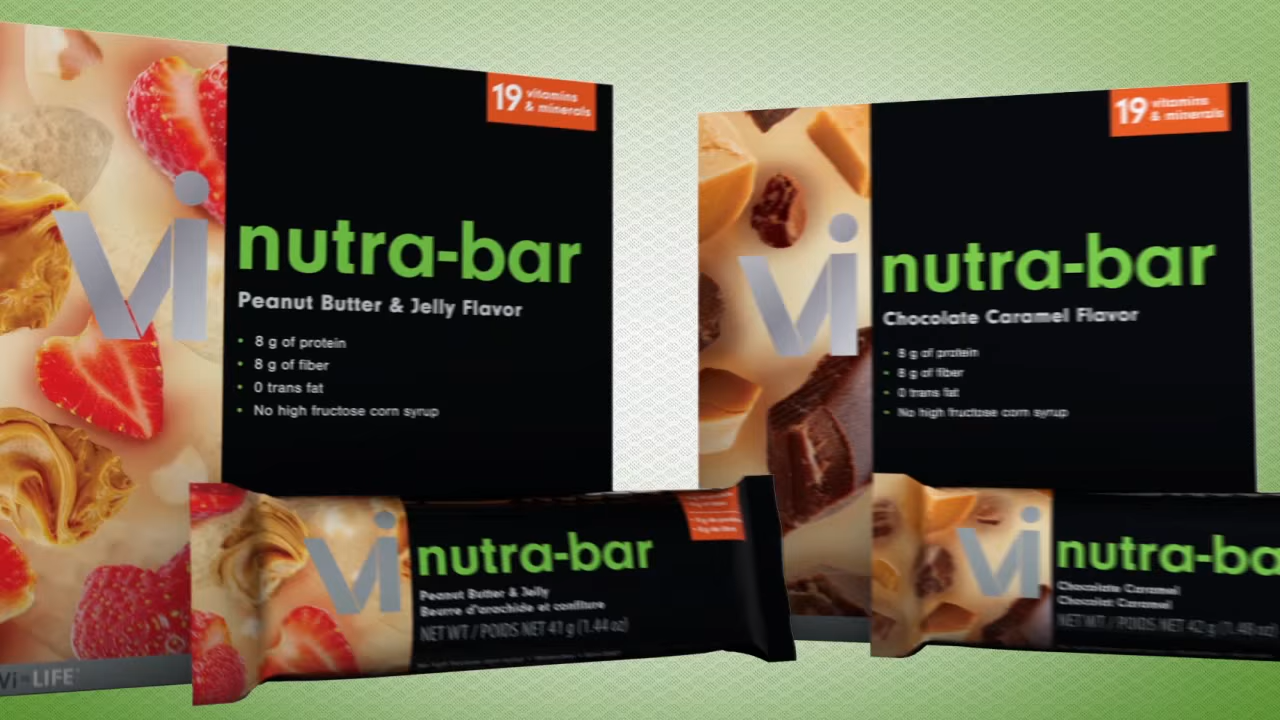 19 vitamins
& minerals
vi
nutra-bar
Peanut Butter & Jelly Flavor
• 8 g of protein
• 8 g of fiber
• 0 trans fat
• No high fructose corn syrup
Vi LIFE
vi
nutra-bar
Peanut Butter & Jelly
Beurre d'arachide et confiture
NET WT / POIDS NET 41 g (1.44 oz)
19 vitamins
& minerals
vi
nutra-bar
Chocolate Caramel Flavor
• 8 g of protein
• 8 g of fiber
• 0 trans fat
• No high fructose corn syrup
vi
nutra-ba
Chocolate Caramel
Chocolat Caramel
NET WT / POIDS NET 42 g (1.48 oz)